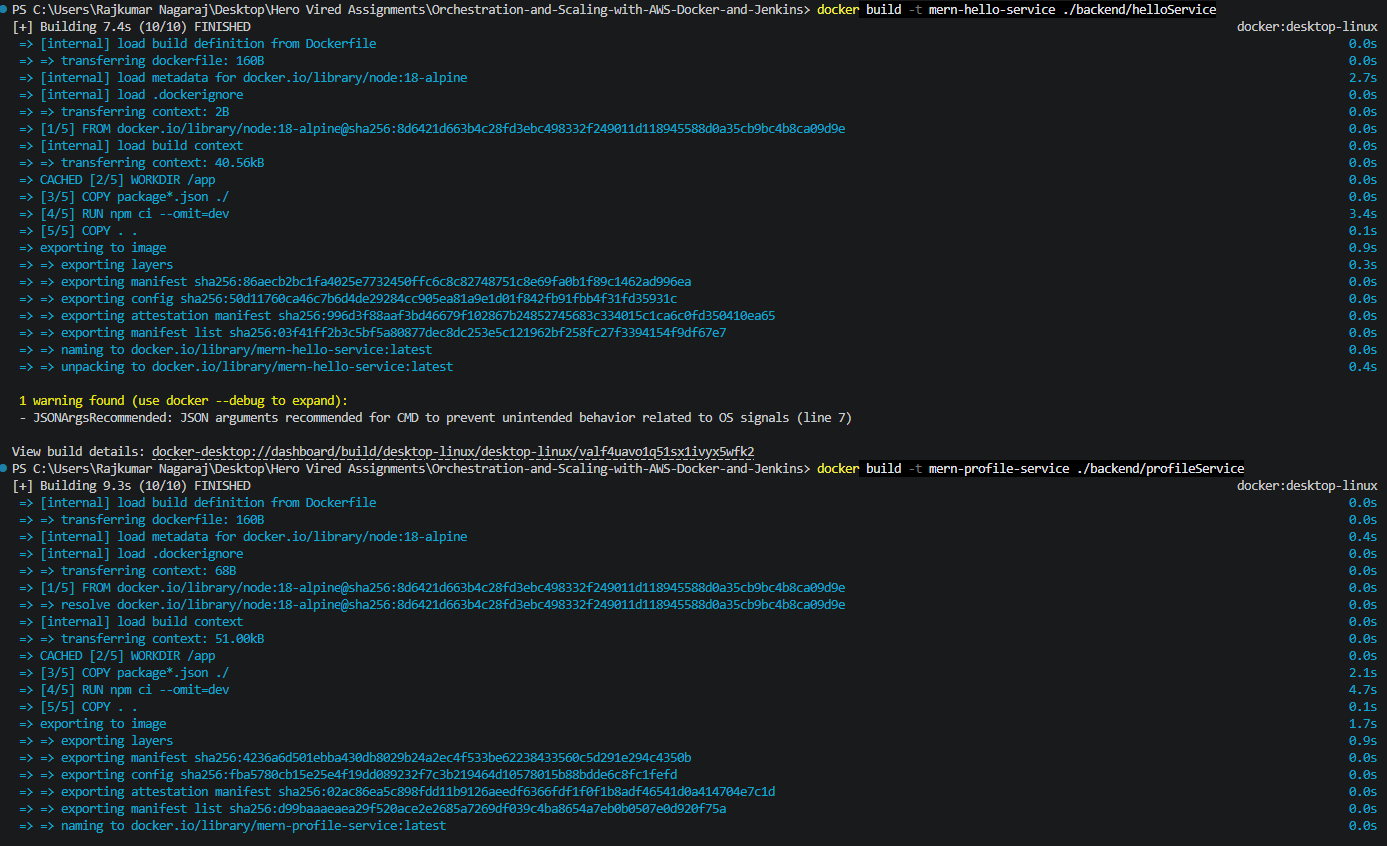 PS C:\Users\Rajkumar Nagaraj\Desktop\Hero Vired Assignments\Orchestration-and-Scaling-with-AWS-Docker-and-Jenkins> docker build -t mern-hello-service ./backend/helloService
[+] Building 7.4s (10/10) FINISHED docker:desktop-linux
=> [internal] load build definition from Dockerfile 0.0s
=> => transferring dockerfile: 160B 0.0s
=> [internal] load metadata for docker.io/library/node:18-alpine 2.7s
=> [internal] load .dockerignore 0.0s
=> => transferring context: 2B 0.0s
=> [1/5] FROM docker.io/library/node:18-alpine@sha256:8d6421d663b4c28fd3ebc498332f249011d118945588d0a35cb9bc4b8ca09d9e 0.0s
=> [internal] load build context 0.0s
=> => transferring context: 40.56kB 0.0s
=> CACHED [2/5] WORKDIR /app 0.0s
=> [3/5] COPY package*.json ./ 0.0s
=> [4/5] RUN npm ci --omit=dev 3.4s
=> [5/5] COPY . . 0.1s
=> exporting to image 0.9s
=> => exporting layers 0.3s
=> => exporting manifest sha256:86aecb2bc1fa4025e7732450ffc6c8c82748751c8e69fa0b1f89c1462ad996ea 0.0s
=> => exporting config sha256:50d11760ca46c7b6d4de29284cc905ea81a9e1d01f842fb91fbb4f31fd35931c 0.0s
=> => exporting attestation manifest sha256:996d3f88aaf3bd46679f102867b24852745683c334015c1ca6c0fd350410ea65 0.0s
=> => exporting manifest list sha256:03f41ff2b3c5bf5a80877dec8dc253e5c121962bf258fc27f3394154f9df67e7 0.0s
=> => naming to docker.io/library/mern-hello-service:latest 0.0s
=> => unpacking to docker.io/library/mern-hello-service:latest 0.4s
1 warning found (use docker --debug to expand):
- JSONArgsRecommended: JSON arguments recommended for CMD to prevent unintended behavior related to OS signals (line 7)
View build details: docker-desktop://dashboard/build/desktop-linux/desktop-linux/valf4uavo1q51sx1ivyx5wfk2
PS C:\Users\Rajkumar Nagaraj\Desktop\Hero Vired Assignments\Orchestration-and-Scaling-with-AWS-Docker-and-Jenkins> docker build -t mern-profile-service ./backend/profileService
[+] Building 9.3s (10/10) FINISHED docker:desktop-linux
=> [internal] load build definition from Dockerfile 0.0s
=> => transferring dockerfile: 160B 0.0s
=> [internal] load metadata for docker.io/library/node:18-alpine 0.4s
=> [internal] load .dockerignore 0.0s
=> => transferring context: 68B 0.0s
=> [1/5] FROM docker.io/library/node:18-alpine@sha256:8d6421d663b4c28fd3ebc498332f249011d118945588d0a35cb9bc4b8ca09d9e 0.0s
=> => resolve docker.io/library/node:18-alpine@sha256:8d6421d663b4c28fd3ebc498332f249011d118945588d0a35cb9bc4b8ca09d9e 0.0s
=> [internal] load build context 0.0s
=> => transferring context: 51.00kB 0.0s
=> CACHED [2/5] WORKDIR /app 0.0s
=> [3/5] COPY package*.json ./ 2.1s
=> [4/5] RUN npm ci --omit=dev 4.7s
=> [5/5] COPY . . 0.1s
=> exporting to image 1.7s
=> => exporting layers 0.9s
=> => exporting manifest sha256:4236a6d501ebba430db8029b24a2ec4f533be62238433560c5d291e294c4350b 0.0s
=> => exporting config sha256:fba5780cb15e25e4f19dd089232f7c3b219464d10578015b88bdde6c8fc1fefd 0.0s
=> => exporting attestation manifest sha256:02ac86ea5c898fdd11b9126aeedf6366fdf1f0f1b8adf46541d0a414704e7c1d 0.0s
=> => exporting manifest list sha256:d99baaaeaea29f520ace2e2685a7269df039c4ba8654a7eb0b0507e0d920f75a 0.0s
=> => naming to docker.io/library/mern-profile-service:latest 0.0s